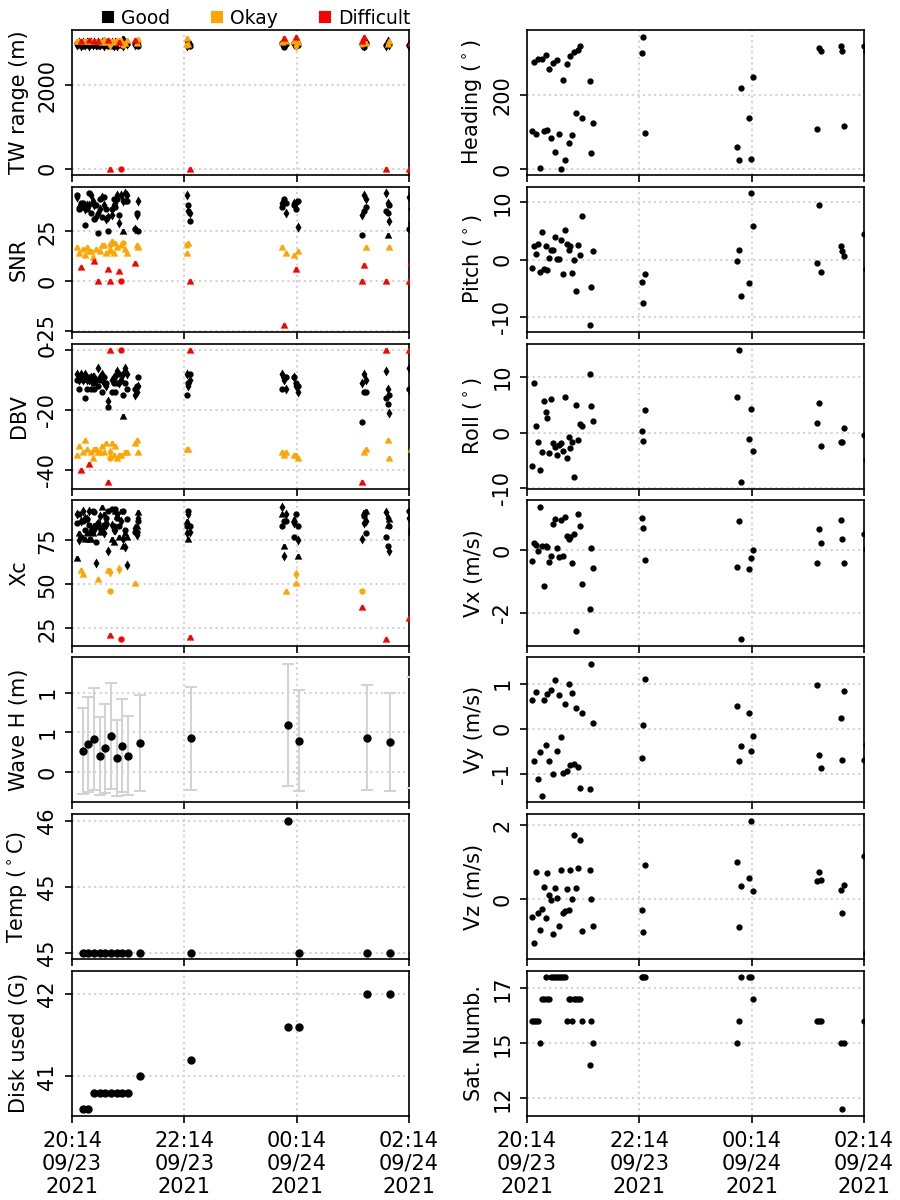 Good Okay Difficult
TW range (m)
2000
0
Heading (°)
200
0
SNR
25
0
-25
Pitch (°)
10
0
-10
DBV
0
-20
-40
Roll (°)
10
0
-10
Xc
75
50
25
Vx (m/s)
0
-2
Wave H (m)
1
1
0
Vy (m/s)
1
0
-1
Temp (°C)
46
45
45
Vz (m/s)
2
0
Disk used (G)
42
41
Sat. Numb.
17
15
12
20:14 22:14 00:14 02:14
09/23 09/23 09/24 09/24
2021 2021 2021 2021
20:14 22:14 00:14 02:14
09/23 09/23 09/24 09/24
2021 2021 2021 2021